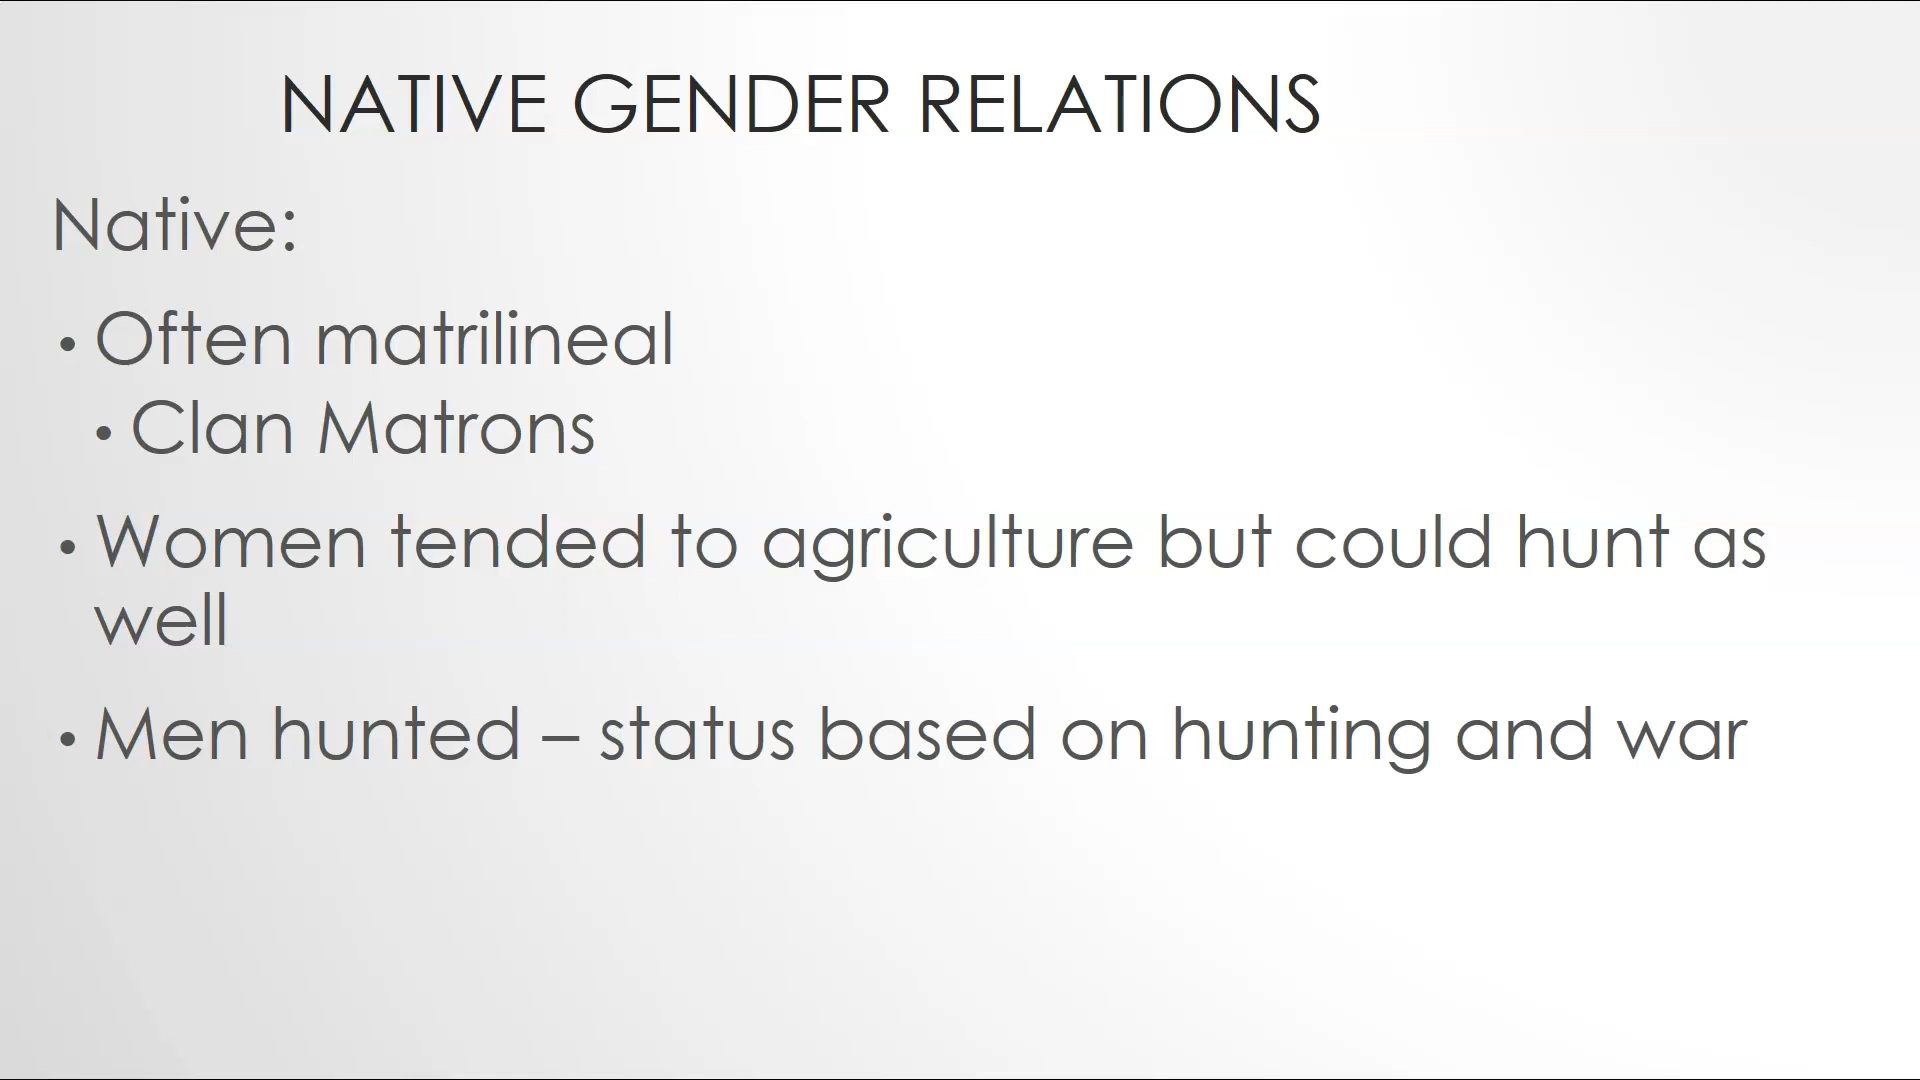 NATIVE GENDER RELATIONS
Native:
• Often matrilineal
• Clan Matrons
• Women tended to agriculture but could hunt as
well
• Men hunted – status based on hunting and war